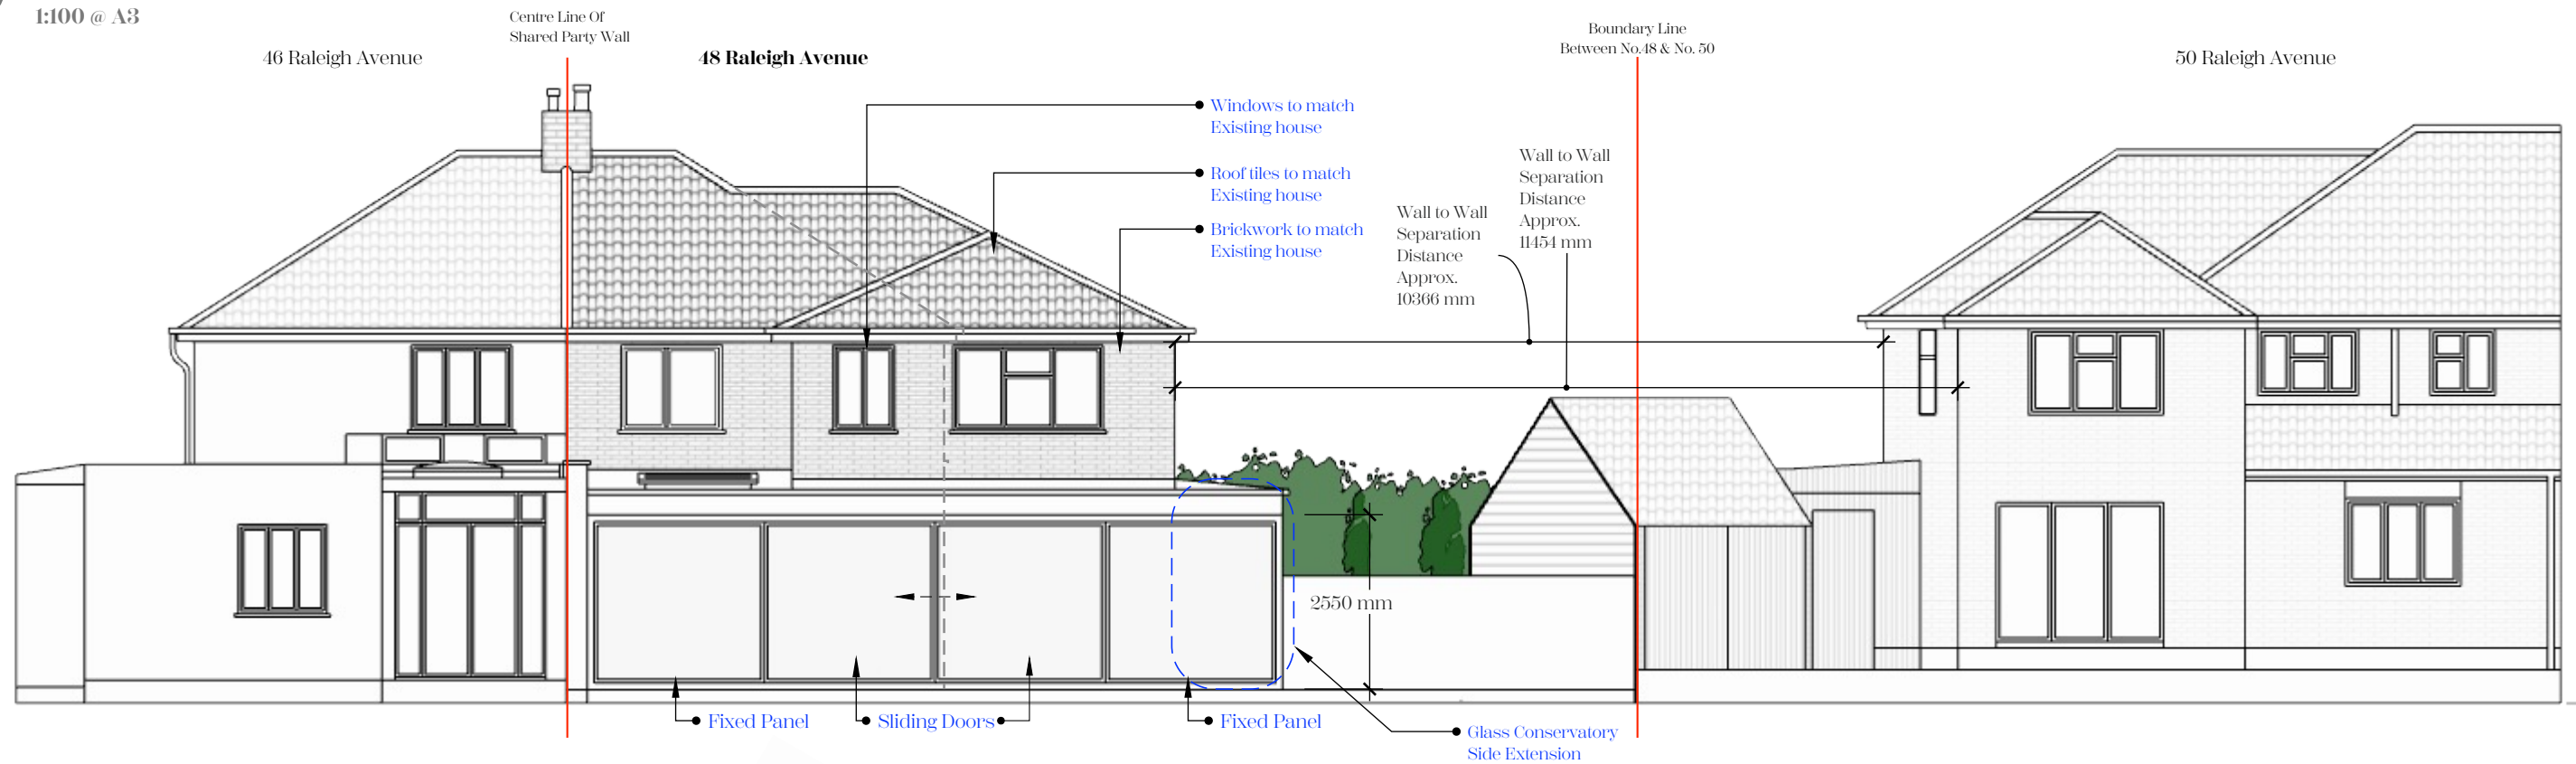 1:100 @ A3
Centre Line Of
Shared Party Wall
46 Raleigh Avenue
48 Raleigh Avenue
Boundary Line
Between No.48 & No. 50
50 Raleigh Avenue
Windows to match
Existing house
Roof tiles to match
Existing house
Brickwork to match
Existing house
Wall to Wall
Separation
Distance
Approx.
10366 mm
Wall to Wall
Separation
Distance
Approx.
11454 mm
2550 mm
Fixed Panel
Sliding Doors
Fixed Panel
Glass Conservatory
Side Extension